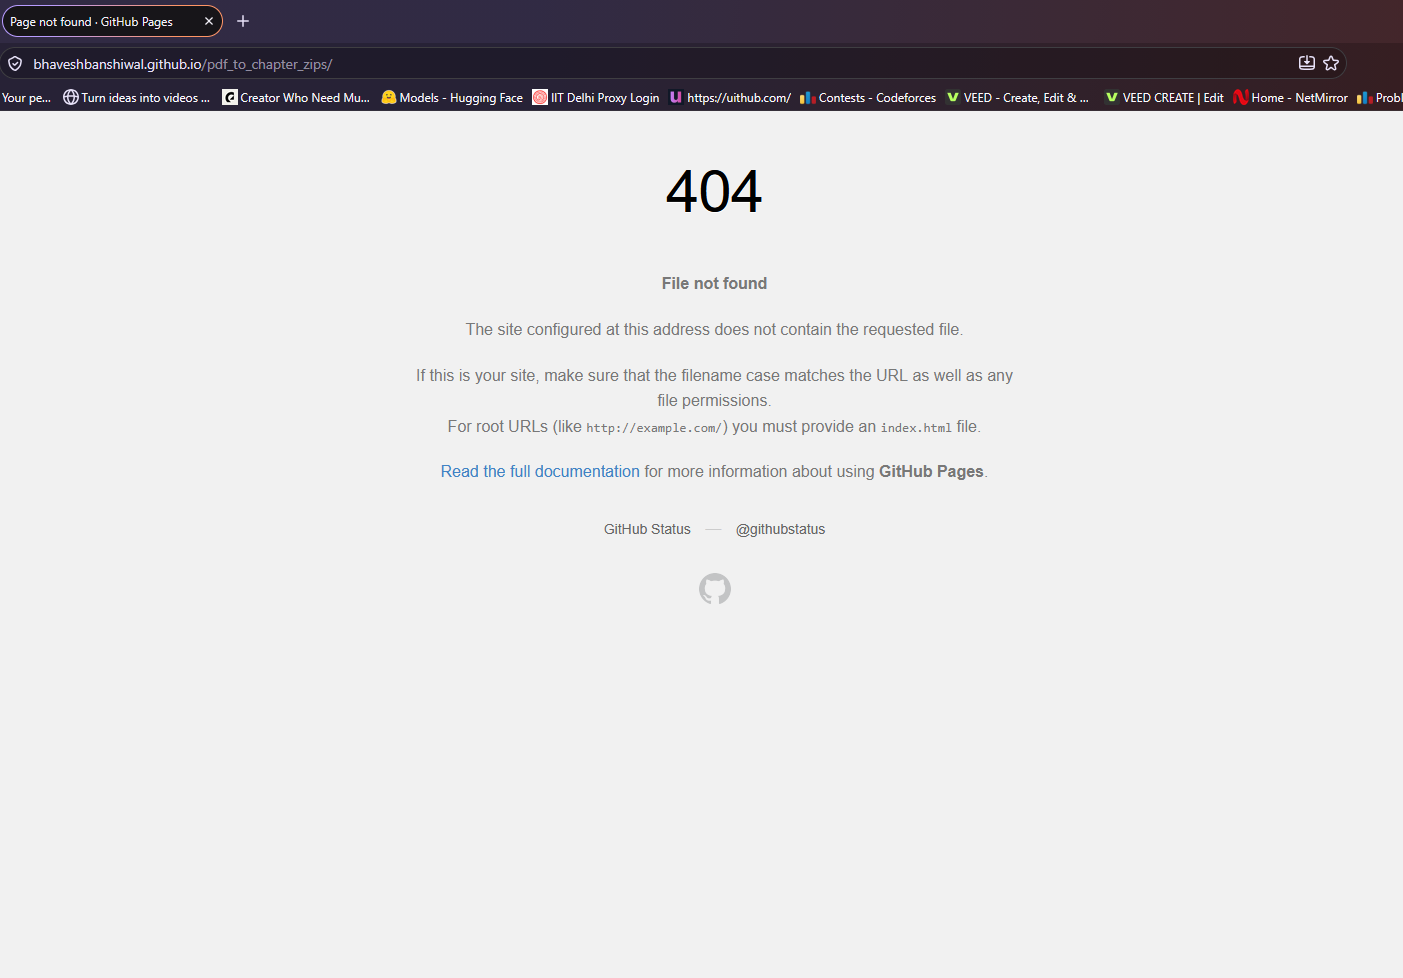 Page not found · GitHub Pages
bhaveshbanshiwal.github.io/pdf_to_chapter_zips/
Your pe... Turn ideas into videos ... Creator Who Need Mu... Models - Hugging Face IIT Delhi Proxy Login https://uithub.com/ Contests - Codeforces VEED - Create, Edit & ... VEED CREATE | Edit Home - NetMirror Probl
404
File not found
The site configured at this address does not contain the requested file.
If this is your site, make sure that the filename case matches the URL as well as any
file permissions.
For root URLs (like http://example.com/) you must provide an index.html file.
Read the full documentation for more information about using GitHub Pages.
GitHub Status — @githubstatus